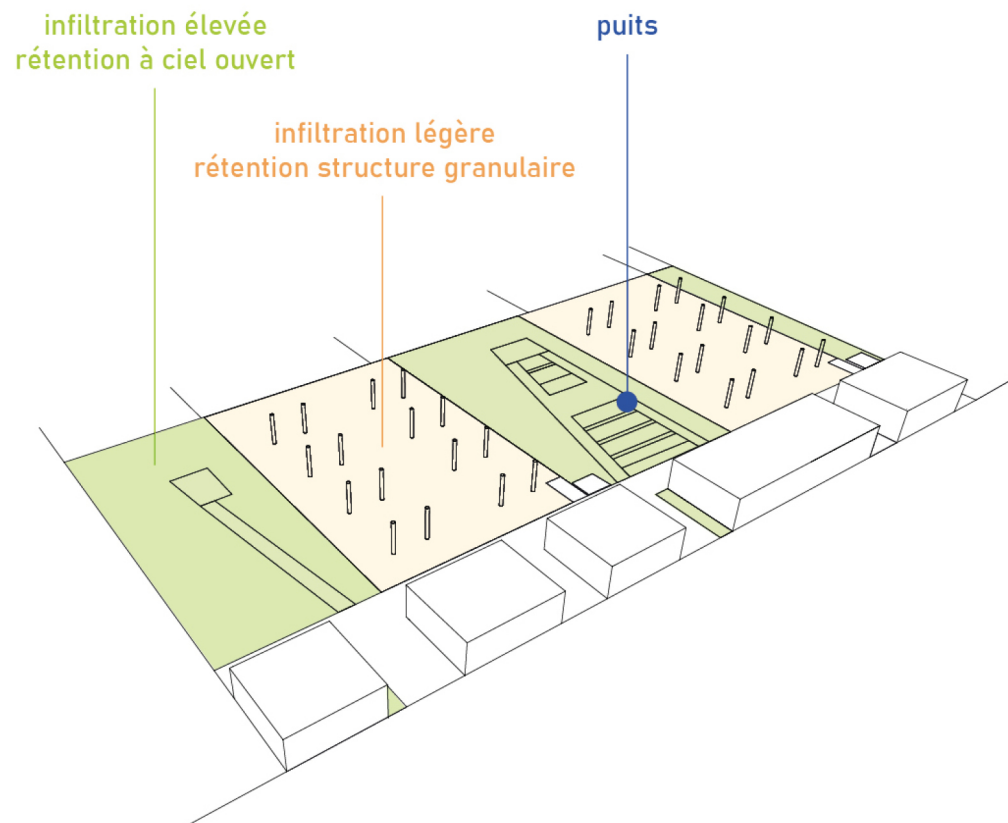 infiltration élevée
rétention à ciel ouvert
puits
infiltration légère
rétention structure granulaire